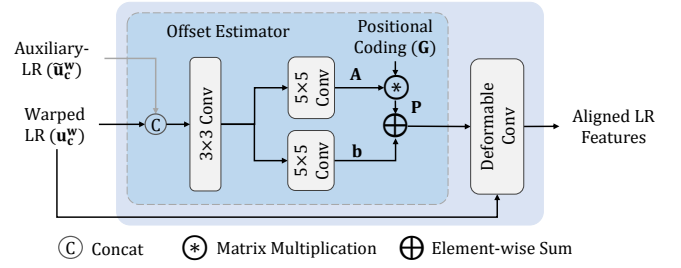 Offset Estimator
Positional
Coding (G)
Auxiliary-
LR (ũ_c^w)
Warped
LR (u_c^w)
C
3×3 Conv
5×5
Conv
A
*
P
5×5
Conv
b
Deformable
Conv
Aligned LR
Features
C Concat
* Matrix Multiplication
⊕ Element-wise Sum